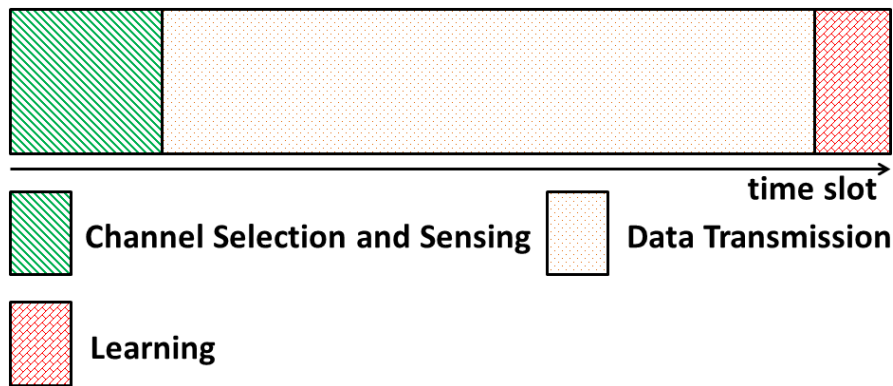 time slot
Channel Selection and Sensing
Data Transmission
Learning